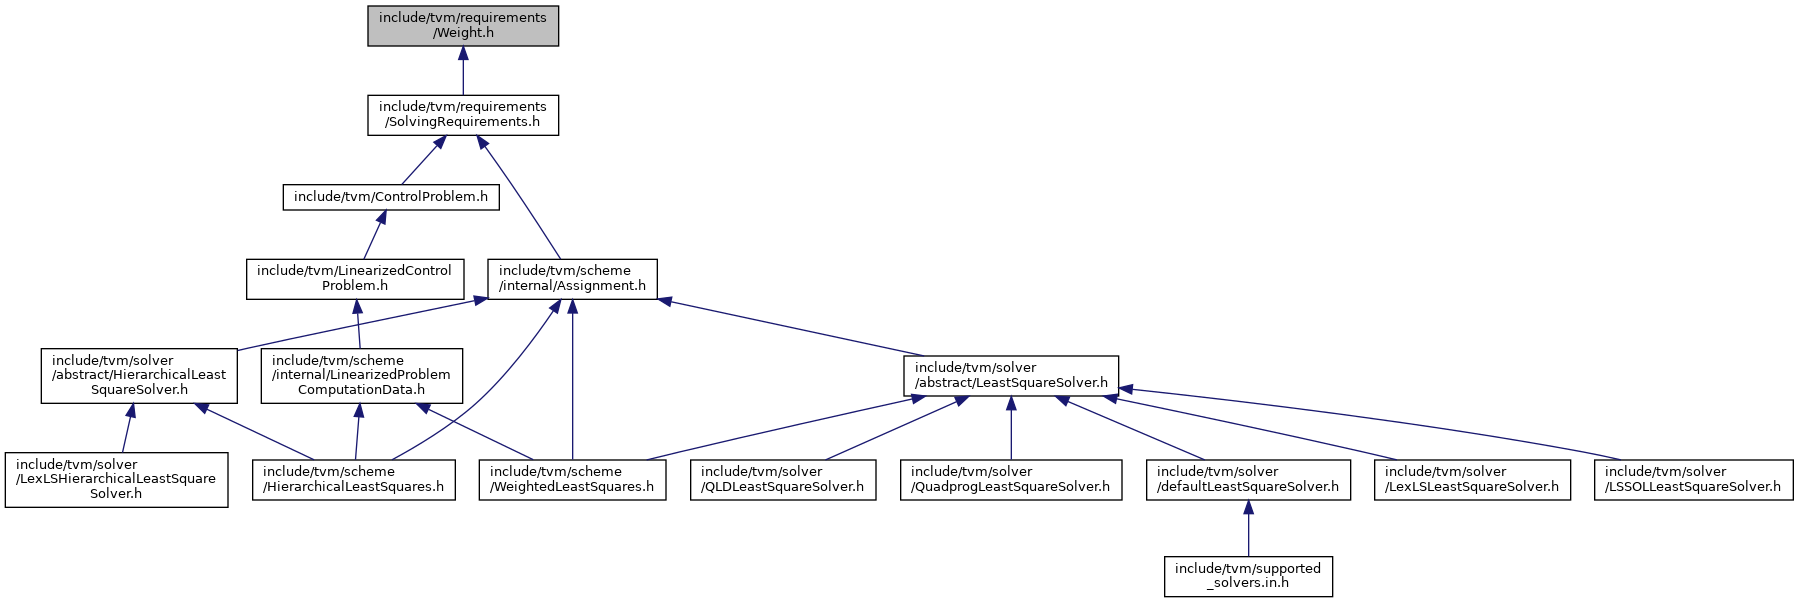 include/tvm/requirements
/Weight.h
include/tvm/requirements
/SolvingRequirements.h
include/tvm/ControlProblem.h
include/tvm/LinearizedControl
Problem.h
include/tvm/scheme
/internal/Assignment.h
include/tvm/solver
/abstract/HierarchicalLeast
SquareSolver.h
include/tvm/scheme
/internal/LinearizedProblem
ComputationData.h
include/tvm/solver
/abstract/LeastSquareSolver.h
include/tvm/solver
/LexLSHierarchicalLeastSquare
Solver.h
include/tvm/scheme
/HierarchicalLeastSquares.h
include/tvm/scheme
/WeightedLeastSquares.h
include/tvm/solver
/QLDLeastSquareSolver.h
include/tvm/solver
/QuadprogLeastSquareSolver.h
include/tvm/solver
/defaultLeastSquareSolver.h
include/tvm/solver
/LexLSLeastSquareSolver.h
include/tvm/solver
/LSSOLLeastSquareSolver.h
include/tvm/supported
_solvers.in.h